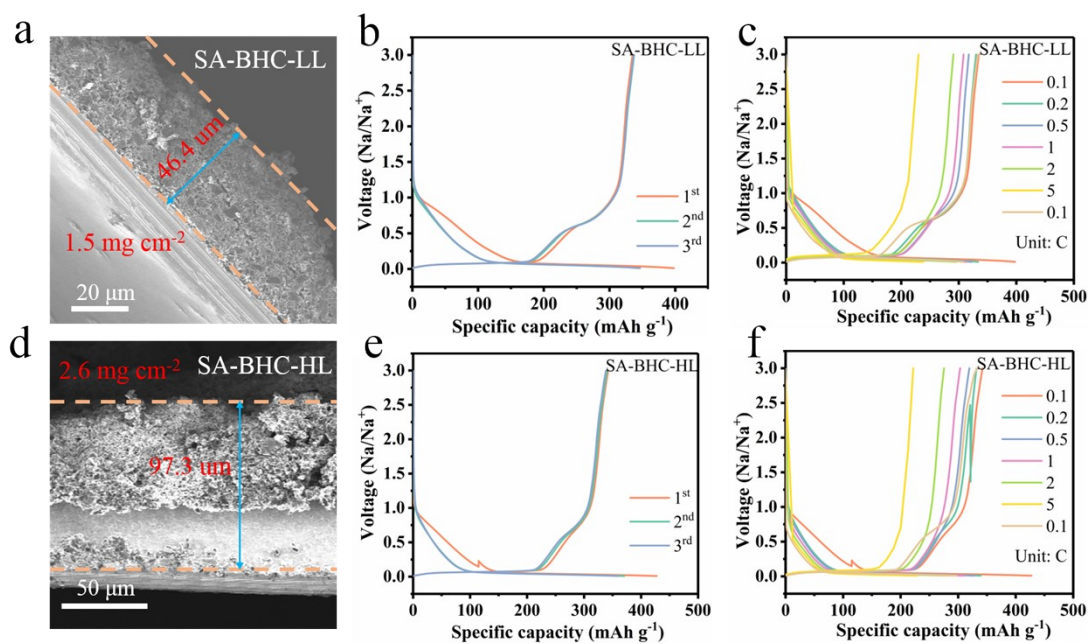 a
SA-BHC-LL
46.4 um
1.5 mg cm⁻²
20 μm
b
SA-BHC-LL
Voltage (Na/Na⁺)
3.0
2.5
2.0
1.5
1.0
0.5
0.0
1ˢᵗ
2ⁿᵈ
3ʳᵈ
0 100 200 300 400
Specific capacity (mAh g⁻¹)
c
SA-BHC-LL
Voltage (Na/Na⁺)
3.0
2.5
2.0
1.5
1.0
0.5
0.0
0.1
0.2
0.5
1
2
5
0.1
Unit: C
0 100 200 300 400 500
Specific capacity (mAh g⁻¹)
d
2.6 mg cm⁻²
SA-BHC-HL
97.3 um
50 μm
e
SA-BHC-HL
Voltage (Na/Na⁺)
3.0
2.5
2.0
1.5
1.0
0.5
0.0
1ˢᵗ
2ⁿᵈ
3ʳᵈ
0 100 200 300 400 500
Specific capacity (mAh g⁻¹)
f
SA-BHC-HL
Voltage (Na/Na⁺)
3.0
2.5
2.0
1.5
1.0
0.5
0.0
0.1
0.2
0.5
1
2
5
0.1
Unit: C
0 100 200 300 400 500
Specific capacity (mAh g⁻¹)